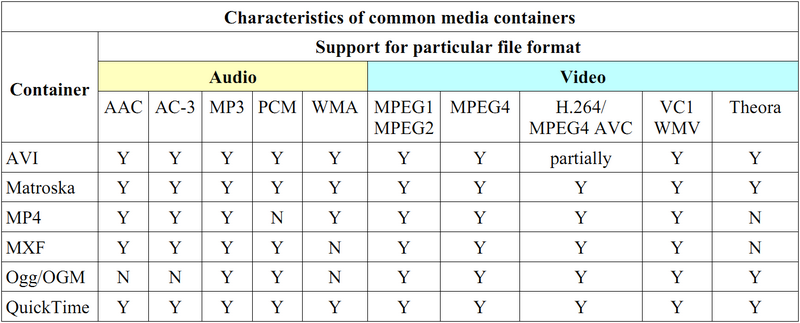 Characteristics of common media containers
Container
Support for particular file format
Audio
Video
AAC
AC-3
MP3
PCM
WMA
MPEG1
MPEG2
MPEG4
H.264/
MPEG4 AVC
VC1
WMV
Theora
AVI Y Y Y Y Y Y Y partially Y Y
Matroska Y Y Y Y Y Y Y Y Y Y
MP4 Y Y Y N Y Y Y Y Y N
MXF Y Y Y Y N Y Y Y Y N
Ogg/OGM N N Y Y N Y Y Y Y Y
QuickTime Y Y Y Y Y Y Y Y Y Y